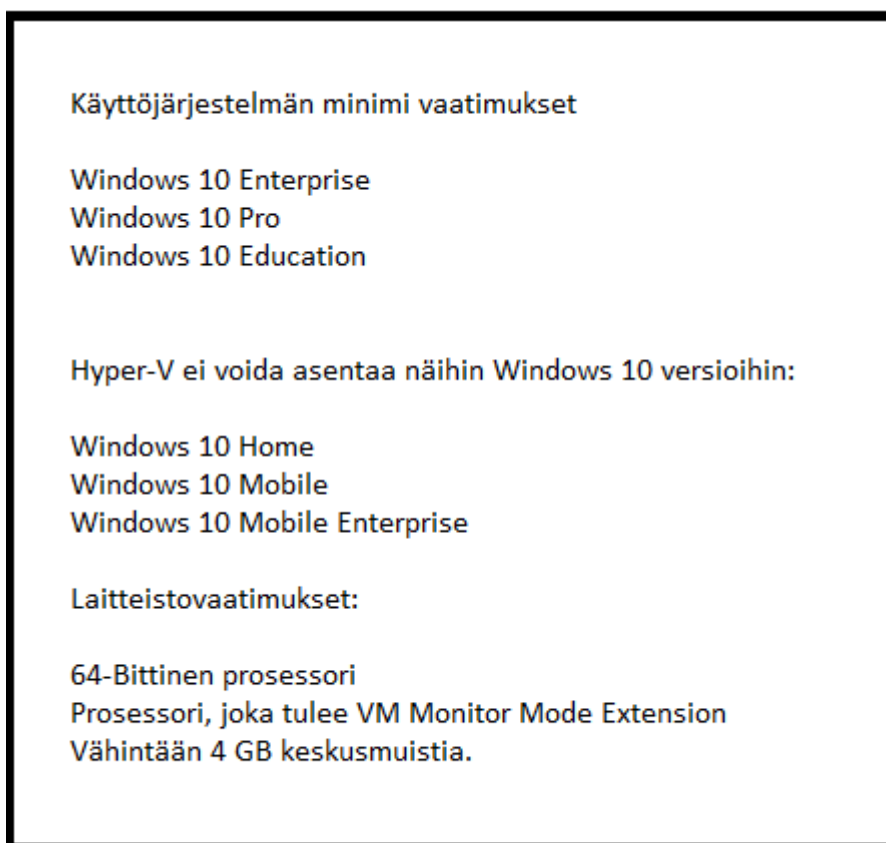 Käyttöjärjestelmän minimi vaatimukset
Windows 10 Enterprise
Windows 10 Pro
Windows 10 Education
Hyper-V ei voida asentaa näihin Windows 10 versioihin:
Windows 10 Home
Windows 10 Mobile
Windows 10 Mobile Enterprise
Laitteistovaatimukset:
64-Bittinen prosessori
Prosessori, joka tulee VM Monitor Mode Extension
Vähintään 4 GB keskusmuistia.